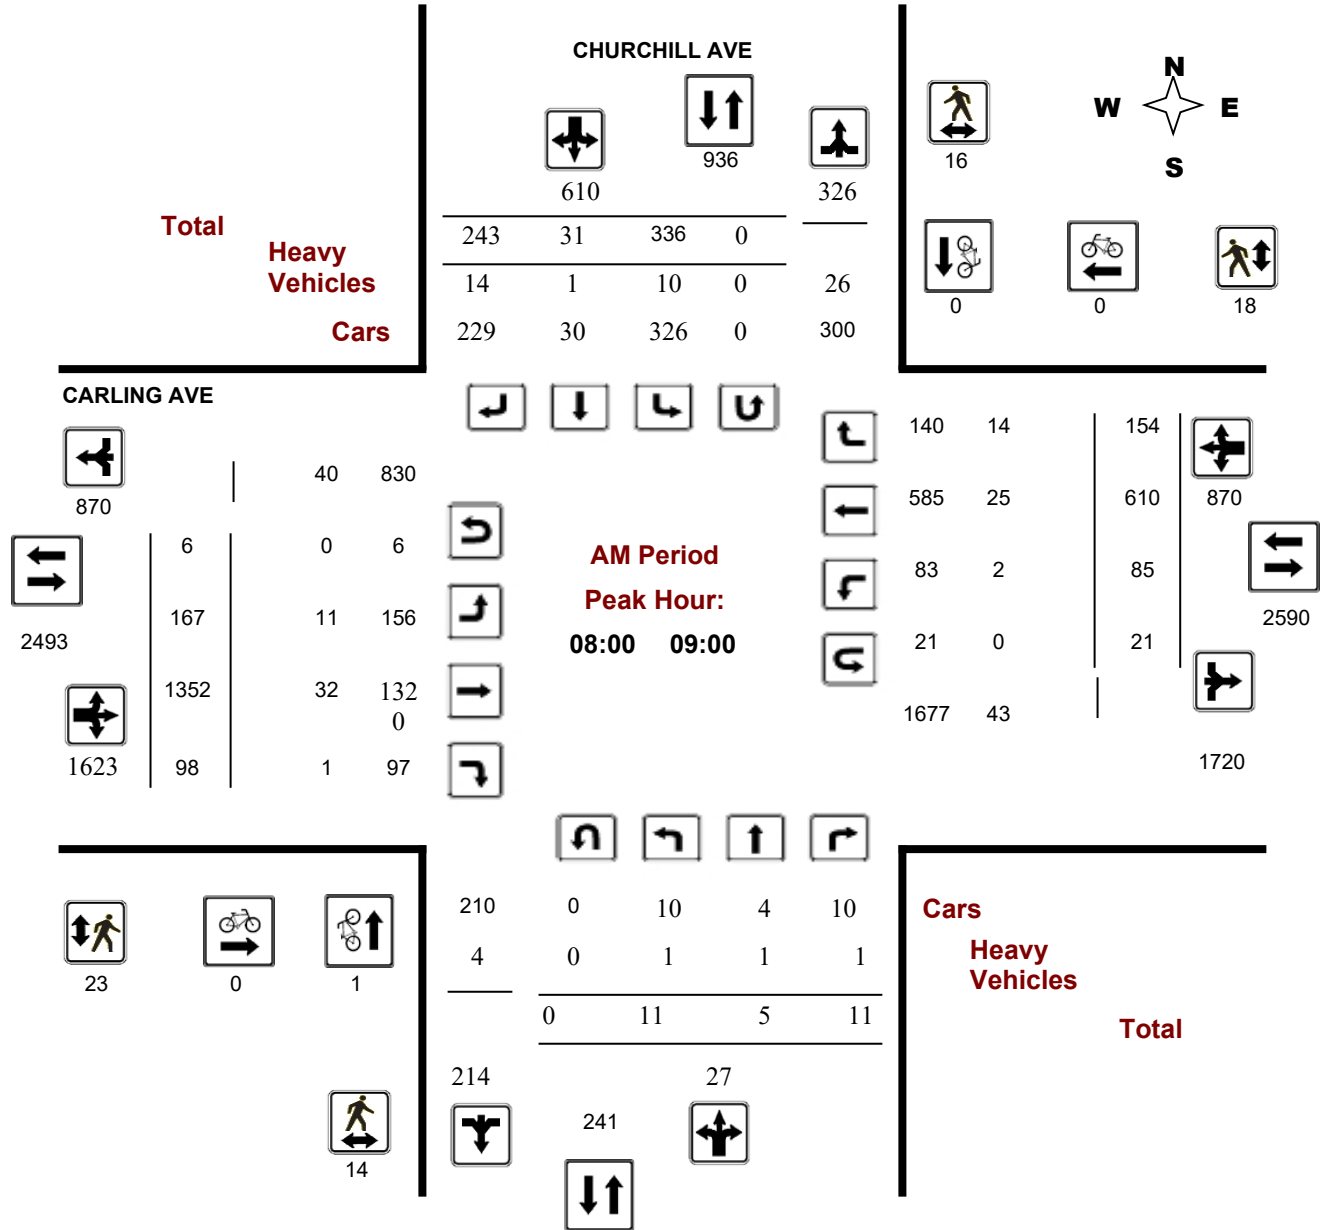 CHURCHILL AVE
N
W E
S
936
16
610
326
Total
243 31 336 0
Heavy
Vehicles
14 1 10 0 26
0 0 18
Cars
229 30 326 0 300
CARLING AVE
140 14 154
40 830
870
585 25 610 870
6 0 6
AM Period
83 2 85
Peak Hour:
167 11 156
2590
2493
08:00 09:00
21 0 21
1352 32 132
0
1677 43
1623 98 1 97
1720
210 0 10 4 10
Cars
4 0 1 1 1
Heavy
Vehicles
23 0 1
0 11 5 11
Total
214 27
241
14